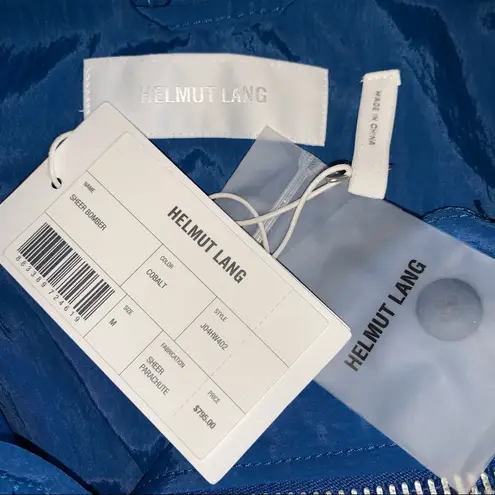 HELMUT LANG
MADE IN CHINA
HELMUT LANG
NAME
SHEER BOMBER
COLOR
COBALT
STYLE
J04HW402
863389724619
SIZE
M
FABRICATION
SHEER
PARACHUTE
PRICE
$795.00
HELMUT LANG